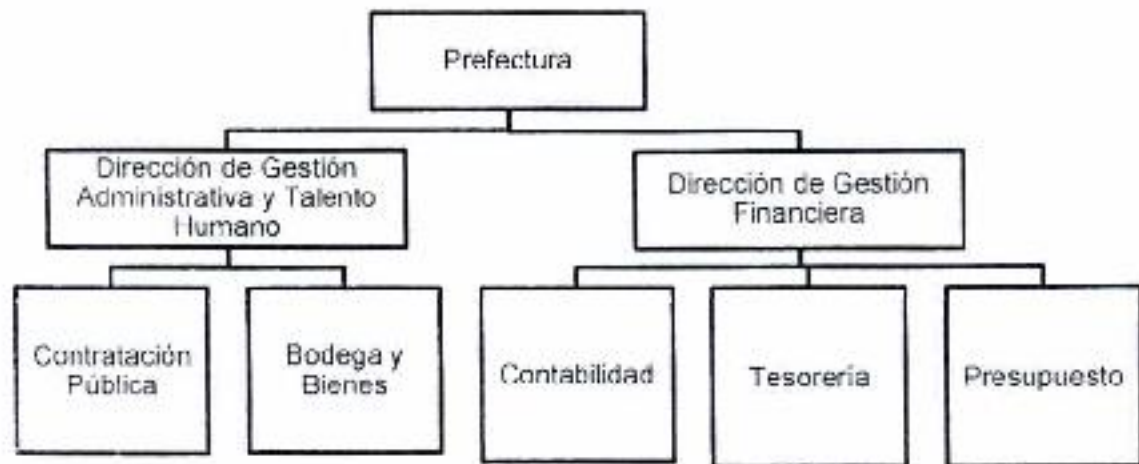 Prefectura
Dirección de Gestión
Administrativa y Talento
Humano
Dirección de Gestión
Financiera
Contratación
Pública
Bodega y
Bienes
Contabilidad
Tesorería
Presupuesto